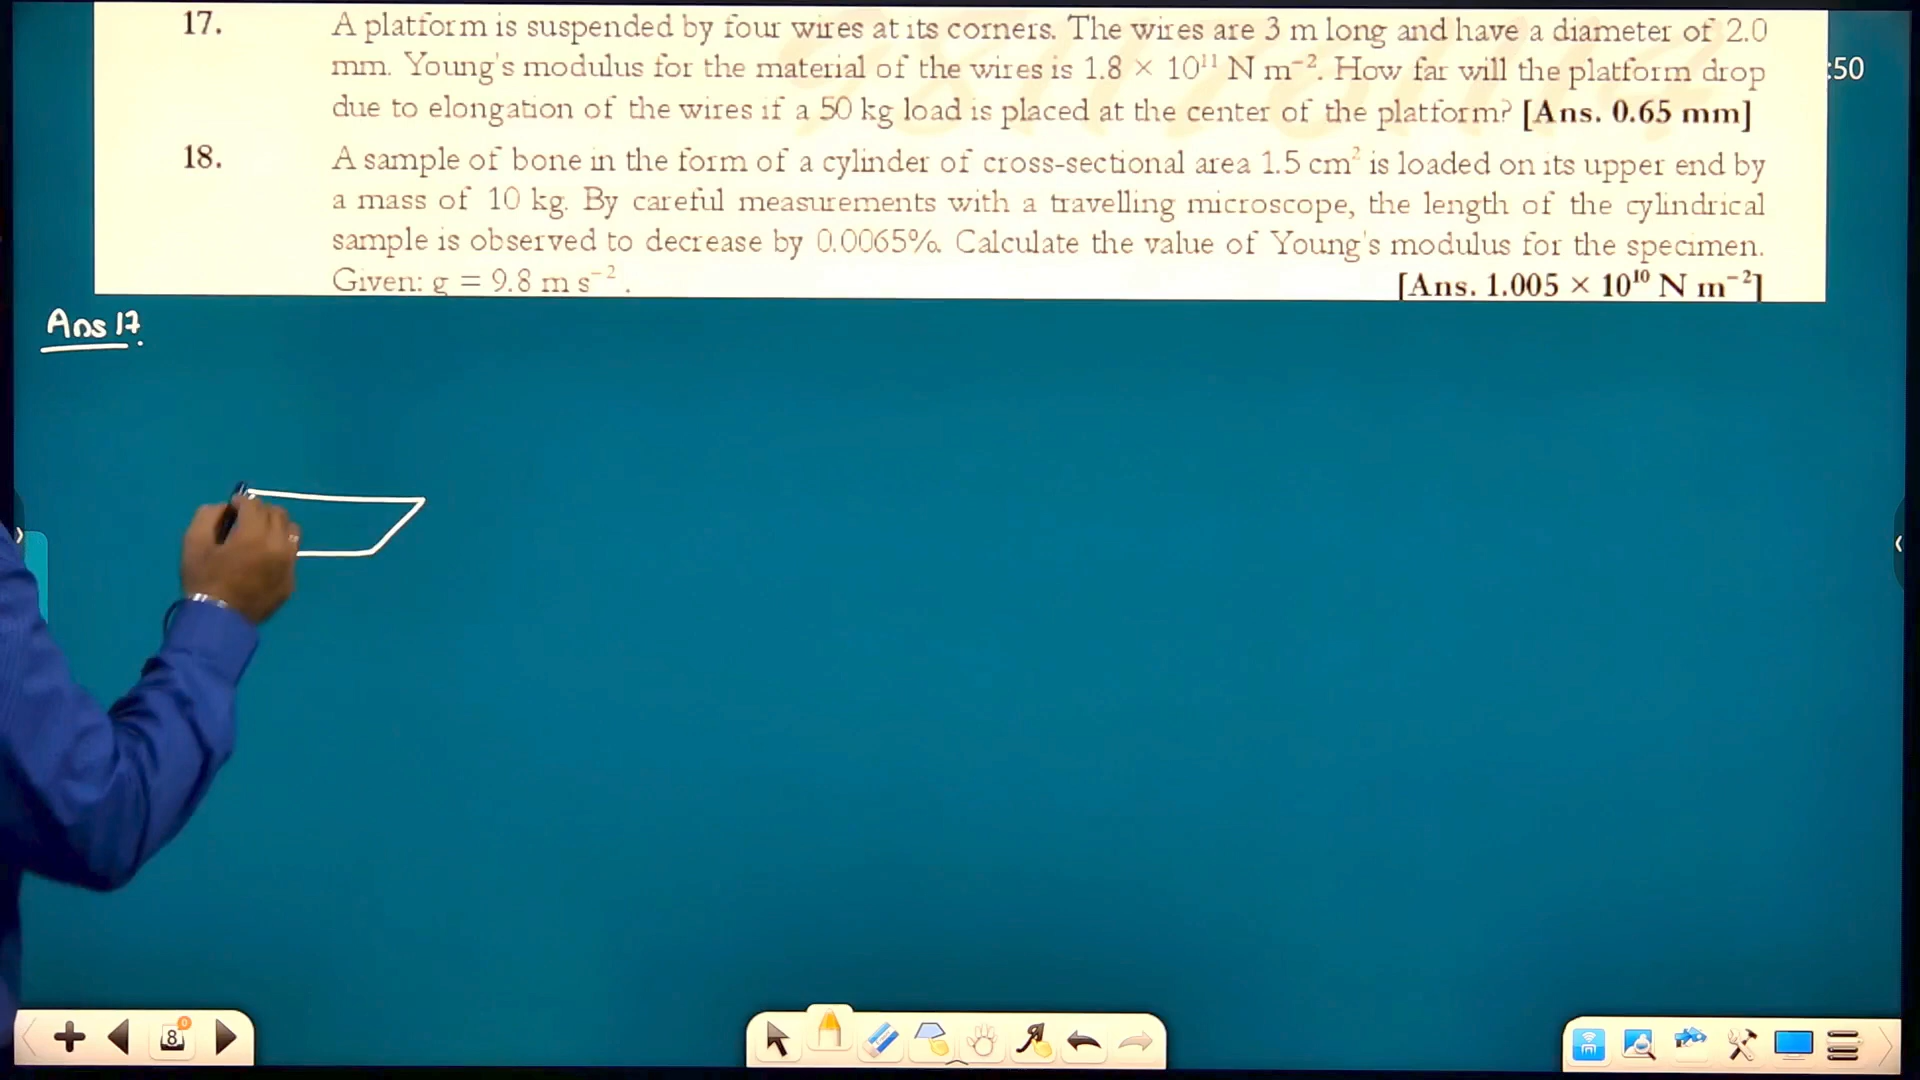 17. A platform is suspended by four wires at its corners. The wires are 3 m long and have a diameter of 2.0
mm. Young's modulus for the material of the wires is 1.8 × 10¹¹ N m⁻². How far will the platform drop
due to elongation of the wires if a 50 kg load is placed at the center of the platform? [Ans. 0.65 mm]
:50
18. A sample of bone in the form of a cylinder of cross-sectional area 1.5 cm² is loaded on its upper end by
a mass of 10 kg. By careful measurements with a travelling microscope, the length of the cylindrical
sample is observed to decrease by 0.0065%. Calculate the value of Young's modulus for the specimen.
Given: g = 9.8 m s⁻². [Ans. 1.005 × 10¹⁰ N m⁻²]
Ans 17.
8
0